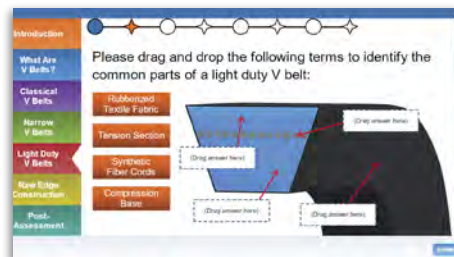 Introduction
What Are
V Belts?
Classical
V Belts
Narrow
V Belts
Light Duty
V Belts
Raw Edge
Construction
Post-
Assessment
Please drag and drop the following terms to identify the
common parts of a light duty V belt:
Rubberized
Textile Fabric
Tension Section
Synthetic
Fiber Cords
Compression
Base
(Drag answer here)
(Drag answer here)
(Drag answer here)
(Drag answer here)